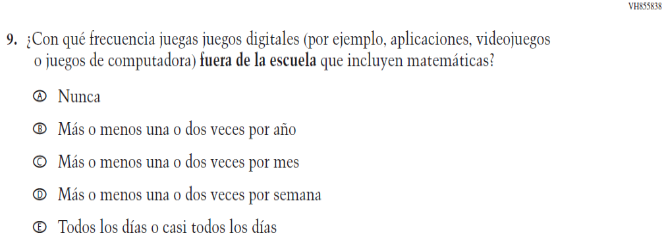 VH855838
9. ¿Con qué frecuencia juegas juegos digitales (por ejemplo, aplicaciones, videojuegos
o juegos de computadora) fuera de la escuela que incluyen matemáticas?
Ⓐ Nunca
Ⓑ Más o menos una o dos veces por año
Ⓒ Más o menos una o dos veces por mes
Ⓓ Más o menos una o dos veces por semana
Ⓔ Todos los días o casi todos los días